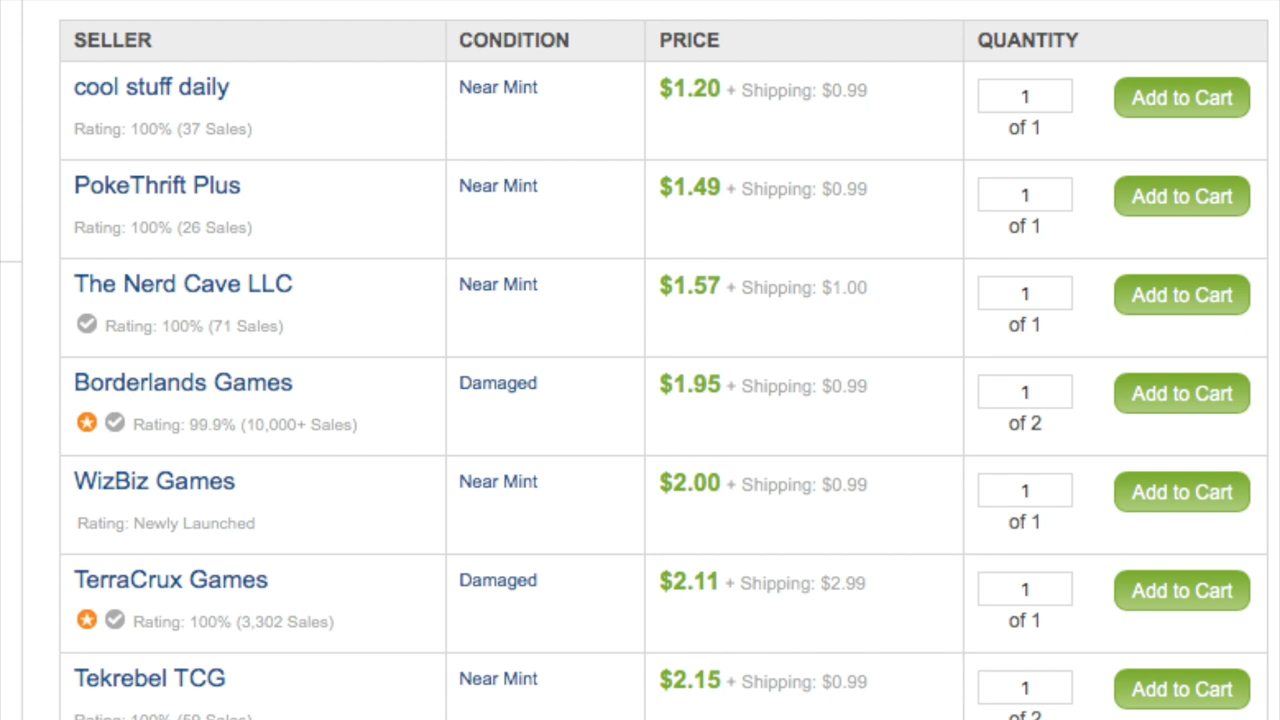 SELLER CONDITION PRICE QUANTITY
cool stuff daily Near Mint $1.20 + Shipping: $0.99 1 Add to Cart
Rating: 100% (37 Sales) of 1
PokeThrift Plus Near Mint $1.49 + Shipping: $0.99 1 Add to Cart
Rating: 100% (26 Sales) of 1
The Nerd Cave LLC Near Mint $1.57 + Shipping: $1.00 1 Add to Cart
Rating: 100% (71 Sales) of 1
Borderlands Games Damaged $1.95 + Shipping: $0.99 1 Add to Cart
Rating: 99.9% (10,000+ Sales) of 2
WizBiz Games Near Mint $2.00 + Shipping: $0.99 1 Add to Cart
Rating: Newly Launched of 1
TerraCrux Games Damaged $2.11 + Shipping: $2.99 1 Add to Cart
Rating: 100% (3,302 Sales) of 1
Tekrebel TCG Near Mint $2.15 + Shipping: $0.99 1 Add to Cart
Rating: 100% Sales) of 2